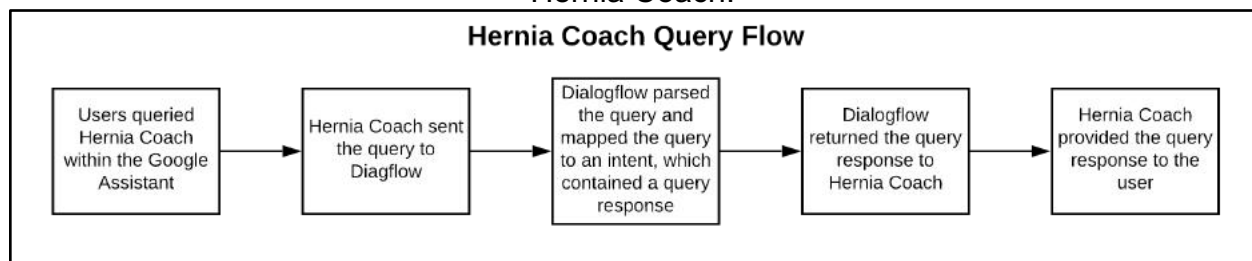 Hernia Coach.
Hernia Coach Query Flow
Users queried
Hernia Coach
within the Google
Assistant
Hernia Coach sent
the query to
Diagflow
Dialogflow parsed
the query and
mapped the query
to an intent, which
contained a query
response
Dialogflow
returned the query
response to
Hernia Coach
Hernia Coach
provided the query
response to the
user